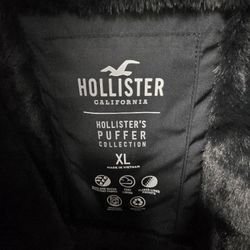 HOLLISTER
CALIFORNIA
HOLLISTER'S
PUFFER
COLLECTION
XL
MADE IN VIETNAM